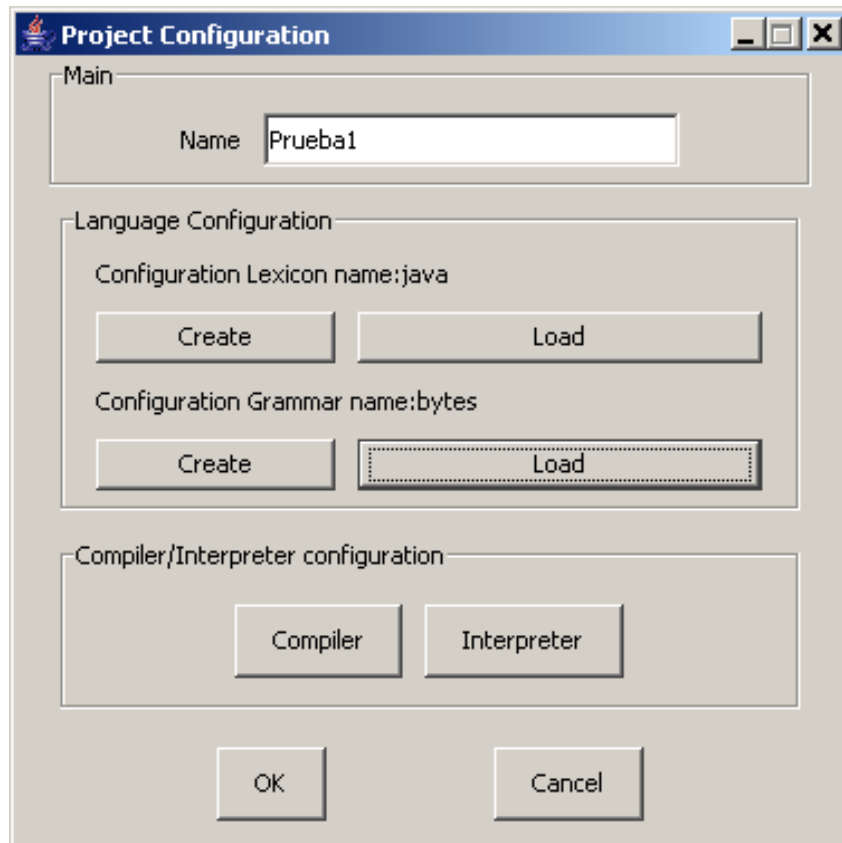 Project Configuration
Main
Name Prueba1
Language Configuration
Configuration Lexicon name:java
Create Load
Configuration Grammar name:bytes
Create Load
Compiler/Interpreter configuration
Compiler Interpreter
OK Cancel